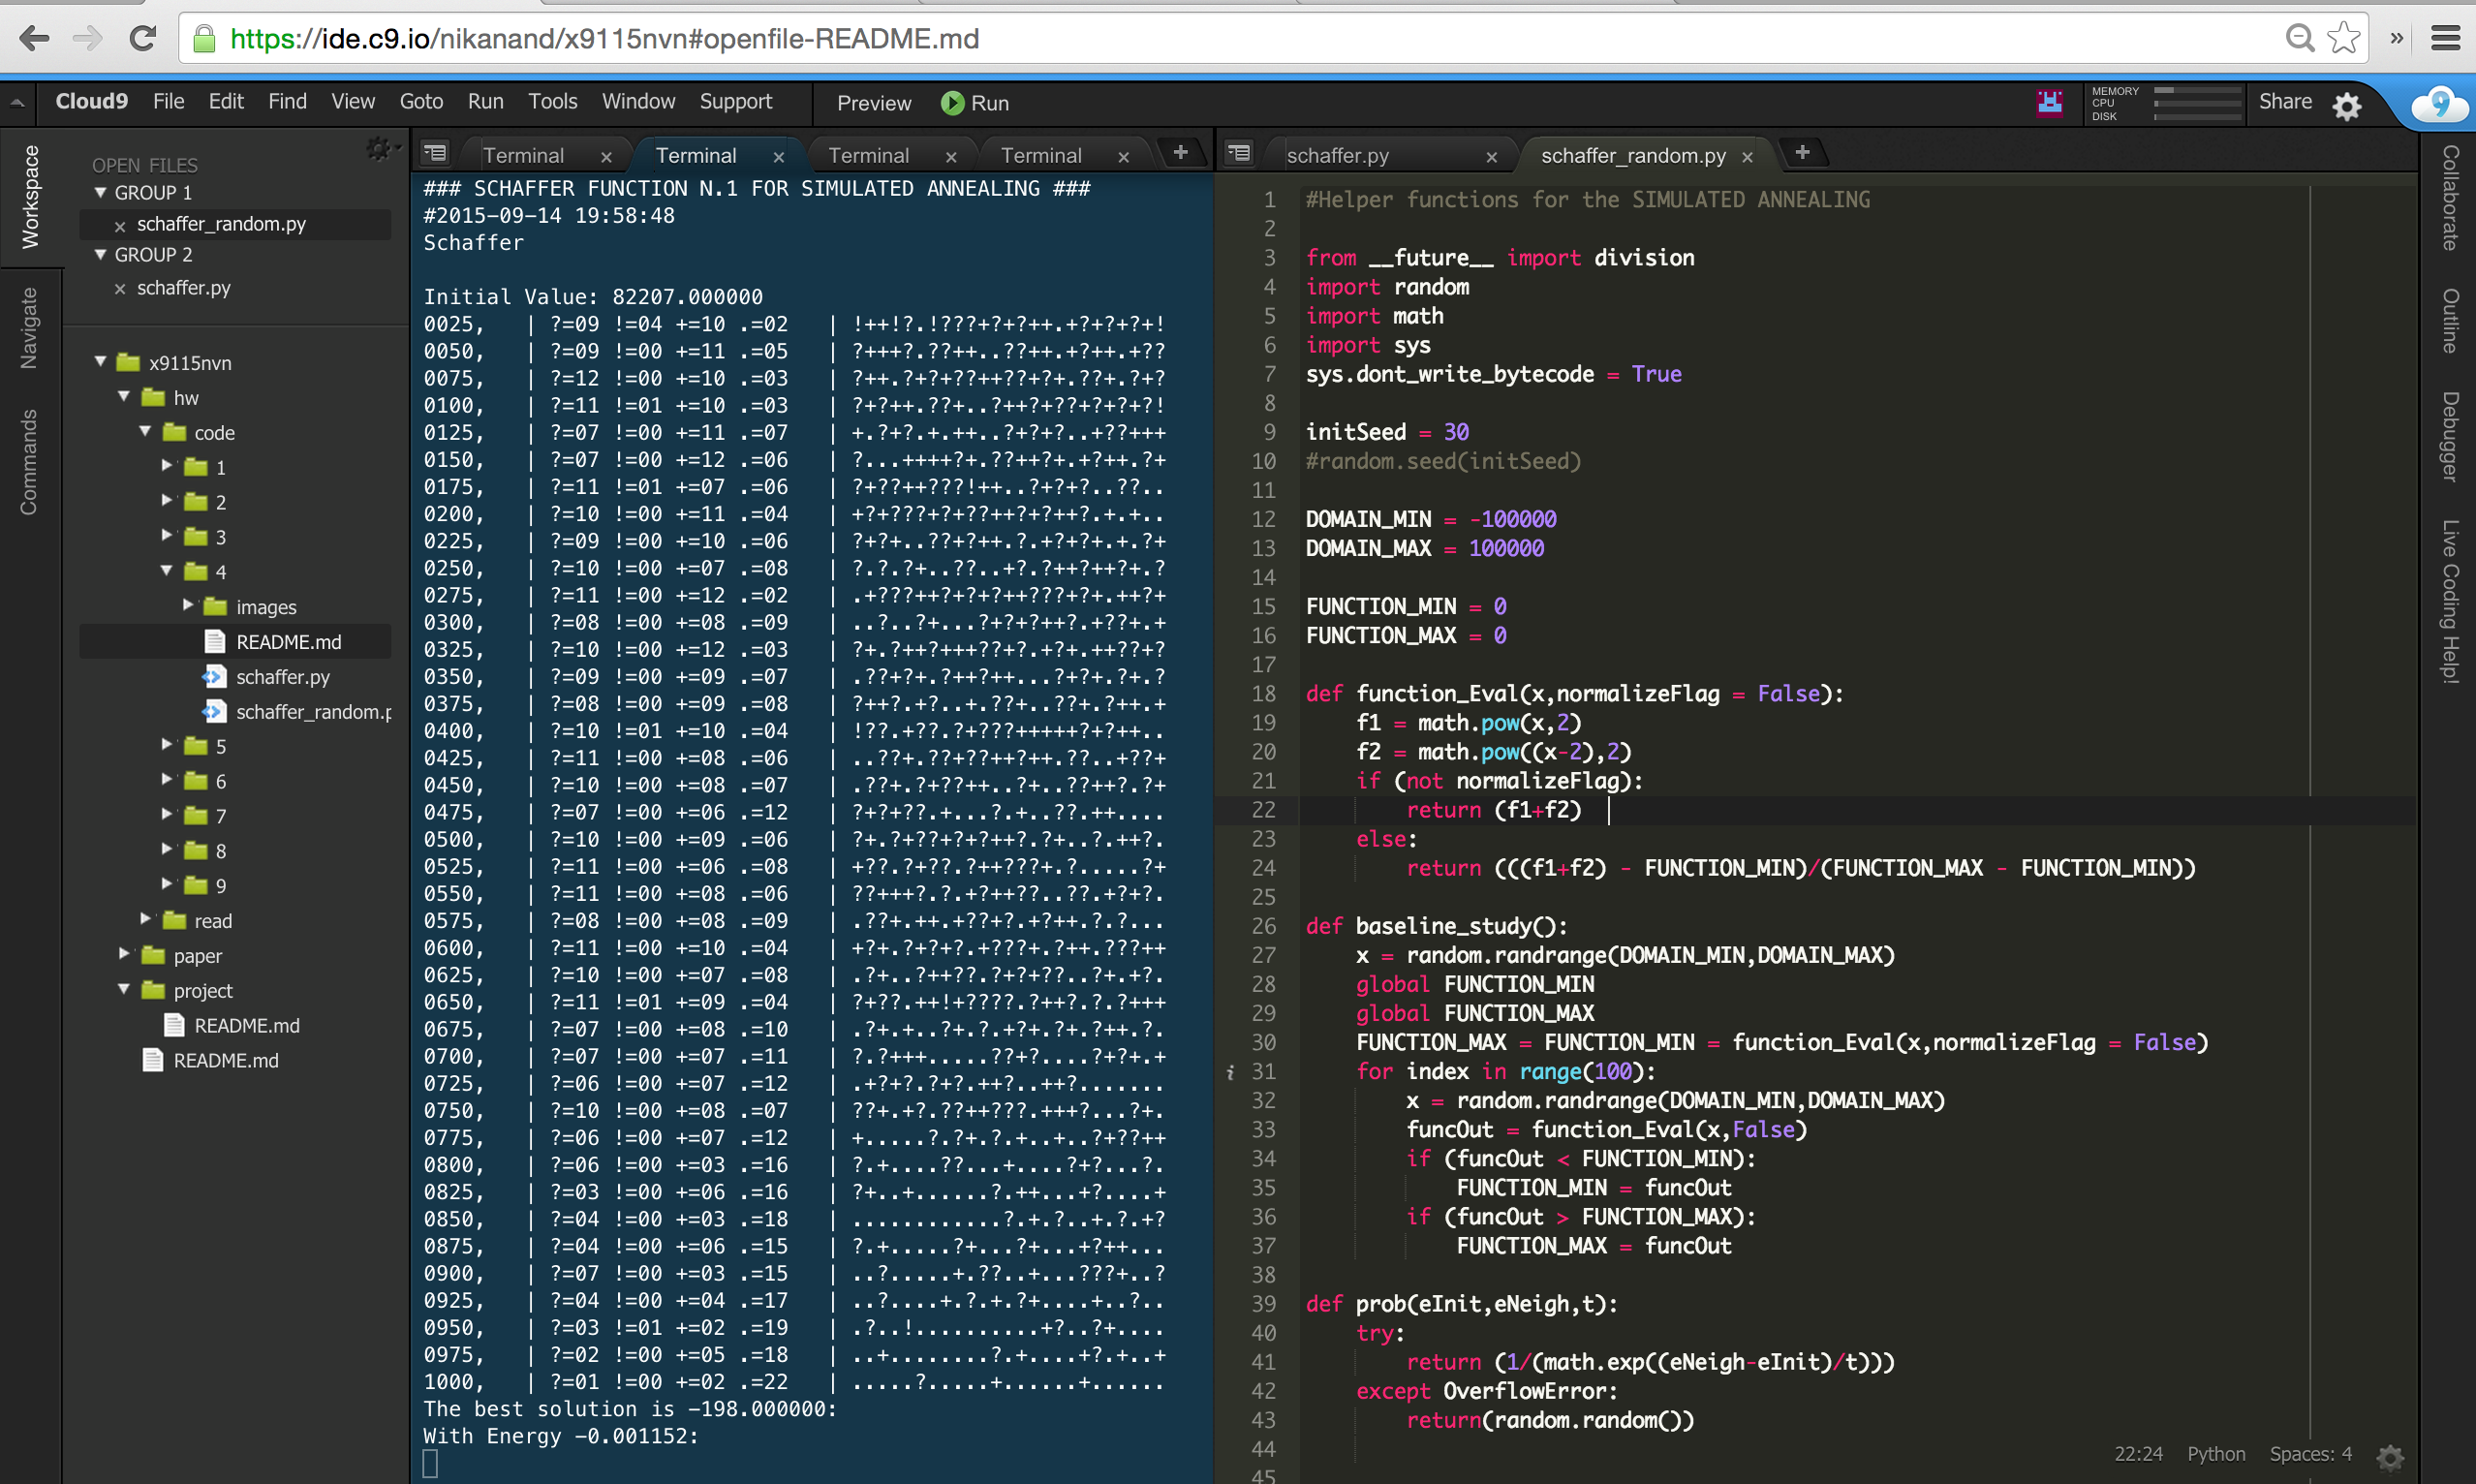 https://ide.c9.io/nikanand/x9115nvn#openfile-README.md
Cloud9 File Edit Find View Goto Run Tools Window Support Preview Run
MEMORY
CPU
DISK
Share
Workspace
Navigate
Commands
OPEN FILES
GROUP 1
schaffer_random.py
GROUP 2
schaffer.py
x9115nvn
hw
code
1
2
3
4
images
README.md
schaffer.py
schaffer_random.p
5
6
7
8
9
read
paper
project
README.md
README.md
Terminal Terminal Terminal Terminal
### SCHAFFER FUNCTION N.1 FOR SIMULATED ANNEALING ###
#2015-09-14 19:58:48
Schaffer
Initial Value: 82207.000000
0025, | ?=09 !=04 +=10 .=02 | !++!?.!???+?+?++.+?+?+?+!
0050, | ?=09 !=00 +=11 .=05 | ?+++?.??++..??++.+?++.+??
0075, | ?=12 !=00 +=10 .=03 | ?++.?+?+??++??++?+.??+.?+?
0100, | ?=11 !=01 +=10 .=03 | ?+?++.??+..?++?+??+?+?+?!
0125, | ?=07 !=00 +=11 .=07 | +.?+?.+.++..?+?+?..+??+++
0150, | ?=07 !=00 +=12 .=06 | ?...++++?+.??++?+.+?++.?+
0175, | ?=11 !=01 +=07 .=06 | ?+??++???!++..?+?+?..??..
0200, | ?=10 !=00 +=11 .=04 | +?+???+?+??++?+?++?.+.+..
0225, | ?=09 !=00 +=10 .=06 | ?+?+..??+?++.?.+?+?+.+.?+
0250, | ?=10 !=00 +=07 .=08 | ?.?.?+..??..+?.?++?++?+.?
0275, | ?=11 !=00 +=12 .=02 | .+???++?+?+?++???+?+.++?+
0300, | ?=08 !=00 +=08 .=09 | ..?..?+...?+?+?++?.+??+.+
0325, | ?=10 !=00 +=12 .=03 | ?+.?++?+++??+?.+?+.++??+?
0350, | ?=09 !=00 +=09 .=07 | .??+?+.?++?++...?+?+.?+.?
0375, | ?=08 !=00 +=09 .=08 | ?++.+?..+.??+..??+.?++.+
0400, | ?=10 !=01 +=10 .=04 | !??.+??.?+???+++++?+?++..
0425, | ?=11 !=00 +=08 .=06 | ..??+.??+??++?++.??..+??+
0450, | ?=10 !=00 +=08 .=07 | .??+.?+??++..?+..??++?.?+
0475, | ?=07 !=00 +=06 .=12 | ?+?+??.+...?.+..??.++....
0500, | ?=10 !=00 +=09 .=06 | ?+.?+??+?+?++?.?+..?++.?.
0525, | ?=11 !=00 +=06 .=08 | +??.?+??.?++???+.?.....?+
0550, | ?=11 !=00 +=08 .=06 | ??+++?.?.+?++??..??.+?+?.
0575, | ?=08 !=00 +=08 .=09 | .??+.++.+??+?.+?++.?.?...
0600, | ?=11 !=00 +=10 .=04 | +?+.?+?+?.+???+.?++.???++
0625, | ?=10 !=00 +=07 .=08 | .?+..?++??.?+?+??..?+.+?.
0650, | ?=11 !=01 +=09 .=04 | ?+??.++!+????.?++?.?.?+++
0675, | ?=07 !=00 +=08 .=10 | .?+.+..?+.?.+?+.?+.?++.?.
0700, | ?=07 !=00 +=07 .=11 | ?.?+++.....??+?....?+?+.+
0725, | ?=06 !=00 +=07 .=12 | .+?+?.?+?.++?..++?.......
0750, | ?=10 !=00 +=08 .=07 | ??+.+?.??++???.+++?...?+.
0775, | ?=06 !=00 +=07 .=12 | +.....?.?+.?.+..+..?+??++
0800, | ?=06 !=00 +=03 .=16 | ?.+....??...+....?+?...?.
0825, | ?=03 !=00 +=06 .=16 | ?+..+......?.++...+?....+
0850, | ?=04 !=00 +=03 .=18 | ............?.+.?..+.?.+?
0875, | ?=04 !=00 +=06 .=15 | ?.+.....?+...?+...+?++...
0900, | ?=07 !=00 +=03 .=15 | ..?.....+.??..+...???+..?
0925, | ?=04 !=00 +=04 .=17 | ..?....+.?.+.?+....+..?..
0950, | ?=03 !=01 +=02 .=19 | .?..!..........+?..?+....
0975, | ?=02 !=00 +=05 .=18 | ..+........?.+....+?.+..+
1000, | ?=01 !=00 +=02 .=22 | .....?.....+......+......
The best solution is -198.000000:
With Energy -0.001152:
schaffer.py schaffer_random.py
1 #Helper functions for the SIMULATED ANNEALING
2
3 from __future__ import division
4 import random
5 import math
6 import sys
7 sys.dont_write_bytecode = True
8
9 initSeed = 30
10 #random.seed(initSeed)
11
12 DOMAIN_MIN = -100000
13 DOMAIN_MAX = 100000
14
15 FUNCTION_MIN = 0
16 FUNCTION_MAX = 0
17
18 def function_Eval(x,normalizeFlag = False):
19 f1 = math.pow(x,2)
20 f2 = math.pow((x-2),2)
21 if (not normalizeFlag):
22 return (f1+f2)
23 else:
24 return (((f1+f2) - FUNCTION_MIN)/(FUNCTION_MAX - FUNCTION_MIN))
25
26 def baseline_study():
27 x = random.randrange(DOMAIN_MIN,DOMAIN_MAX)
28 global FUNCTION_MIN
29 global FUNCTION_MAX
30 FUNCTION_MAX = FUNCTION_MIN = function_Eval(x,normalizeFlag = False)
31 for index in range(100):
32 x = random.randrange(DOMAIN_MIN,DOMAIN_MAX)
33 funcOut = function_Eval(x,False)
34 if (funcOut < FUNCTION_MIN):
35 FUNCTION_MIN = funcOut
36 if (funcOut > FUNCTION_MAX):
37 FUNCTION_MAX = funcOut
38
39 def prob(eInit,eNeigh,t):
40 try:
41 return (1/(math.exp((eNeigh-eInit)/t)))
42 except OverflowError:
43 return(random.random())
44
45
22:24 Python Spaces: 4
Collaborate
Outline
Debugger
Live Coding Help!